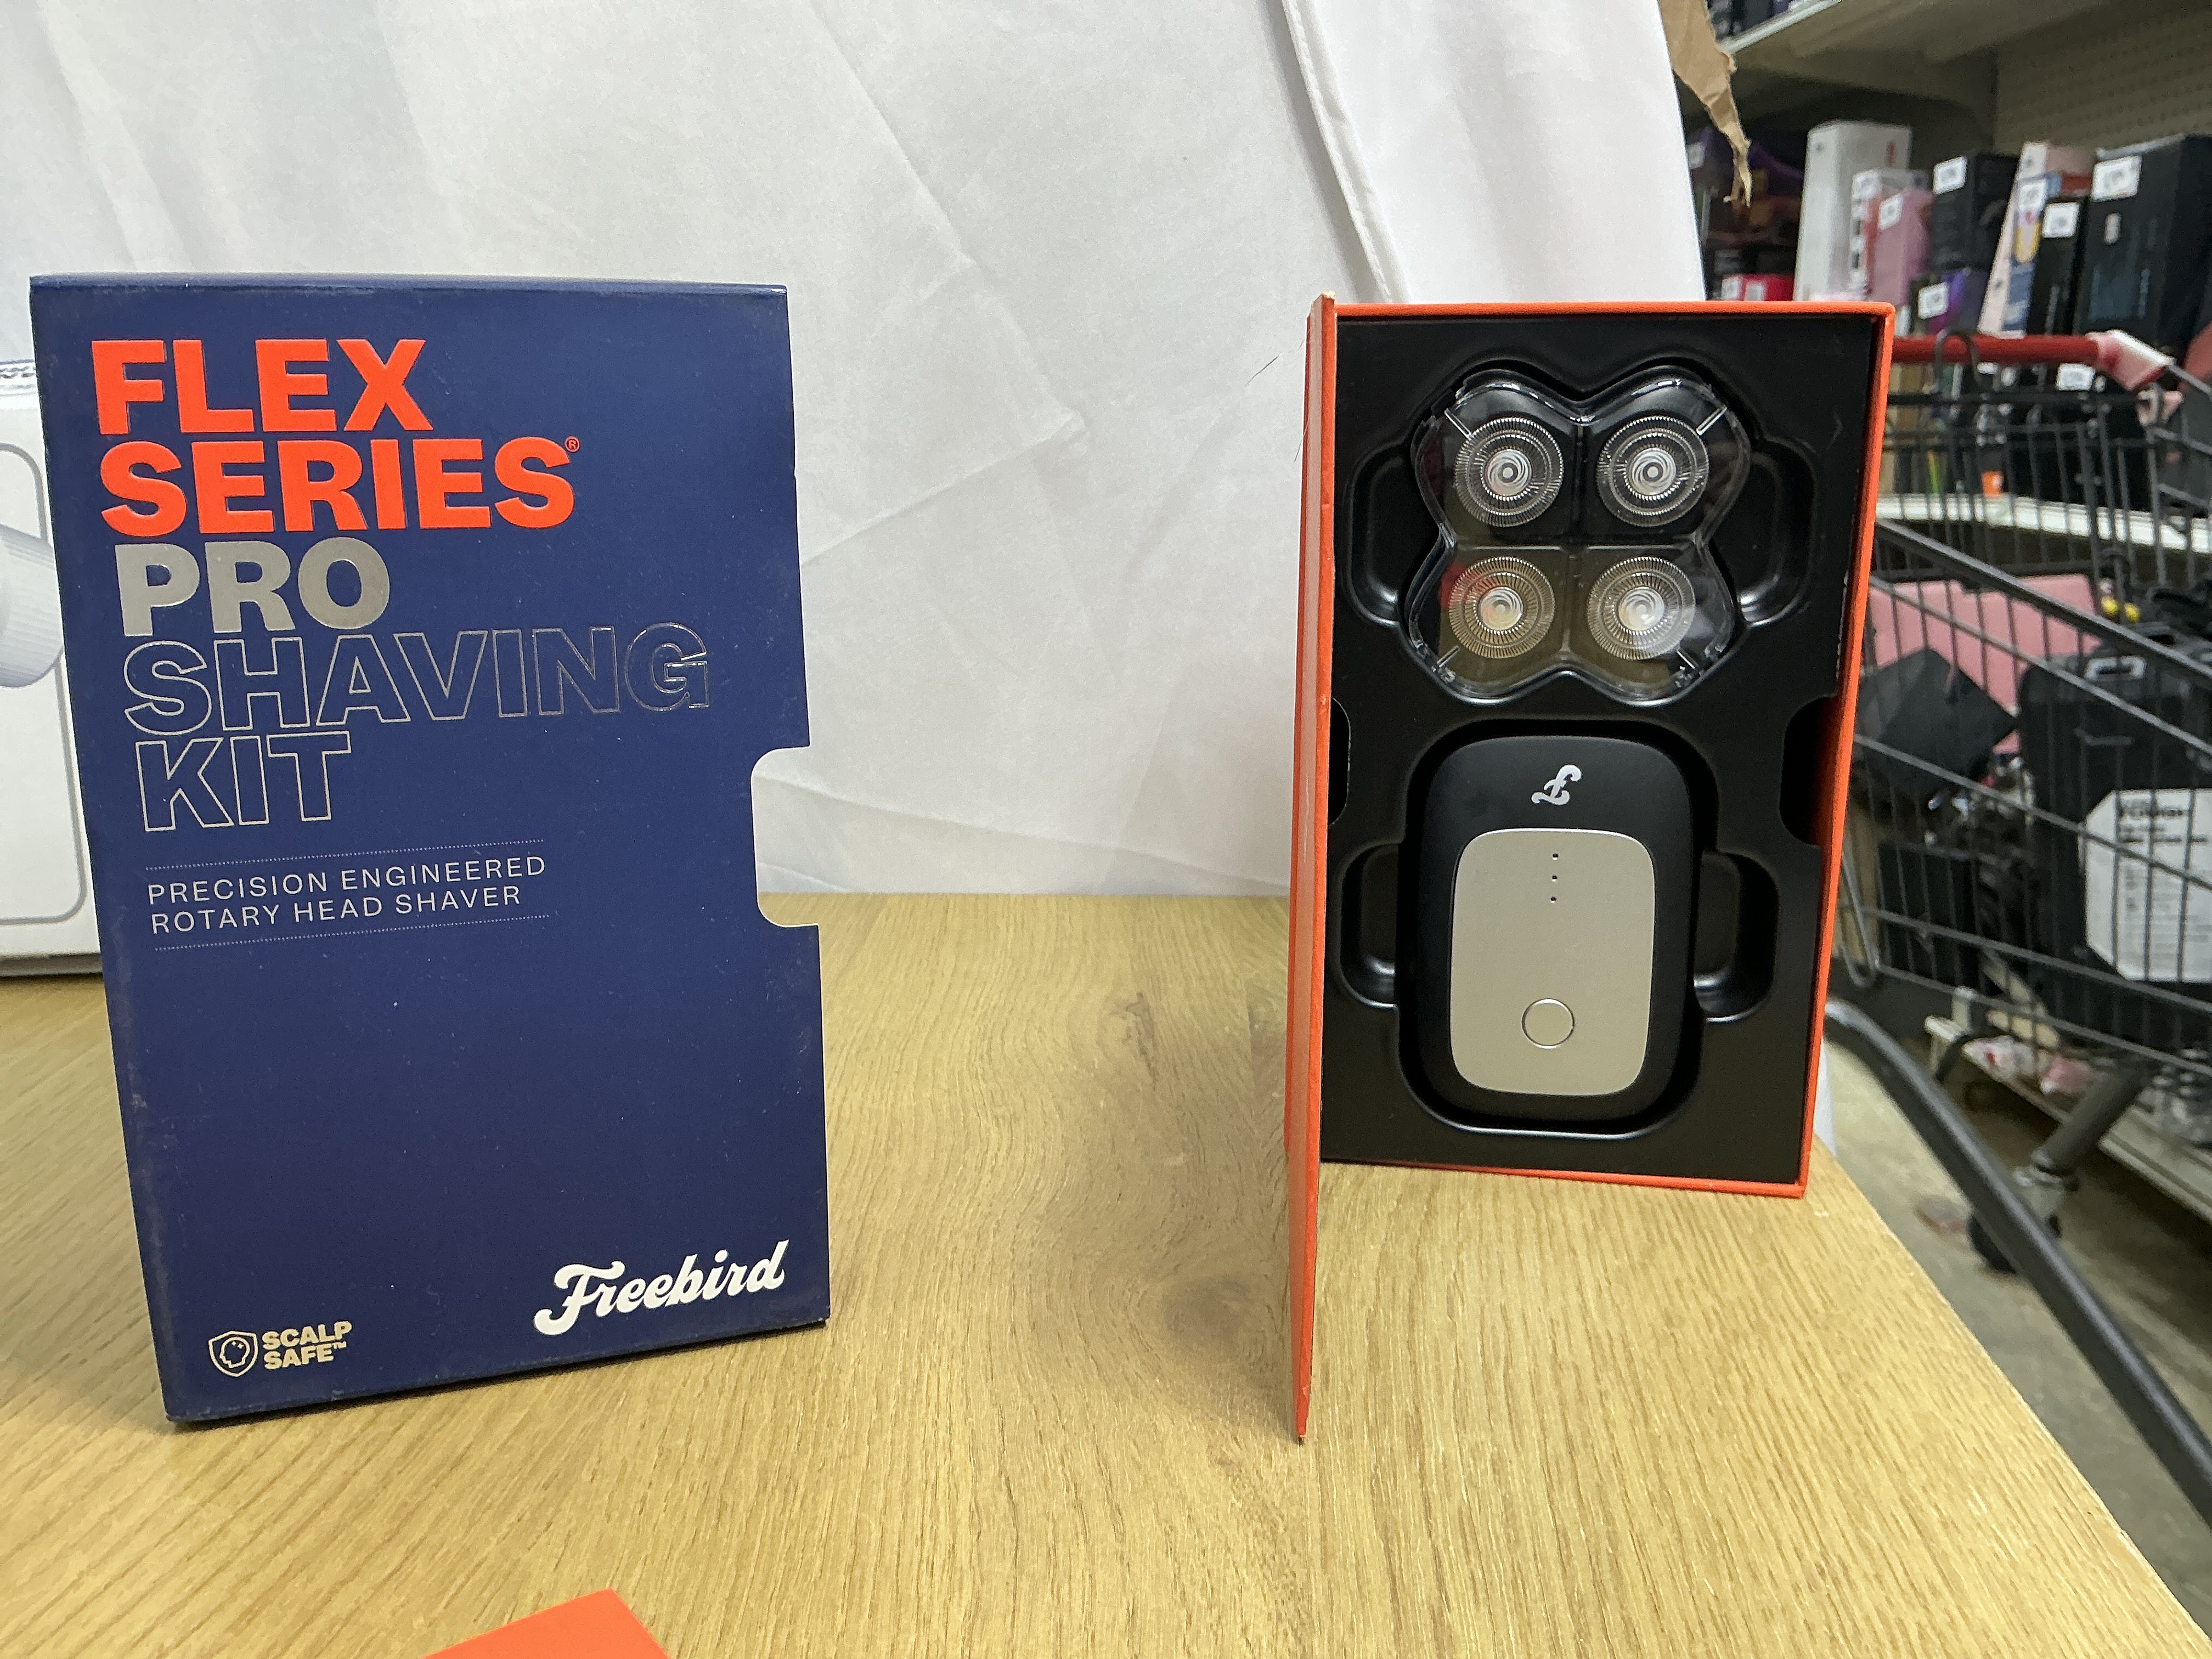 FLEX
SERIES®
PRO
SHAVING
KIT
PRECISION ENGINEERED
ROTARY HEAD SHAVER
Freebird
SCALP
SAFE™